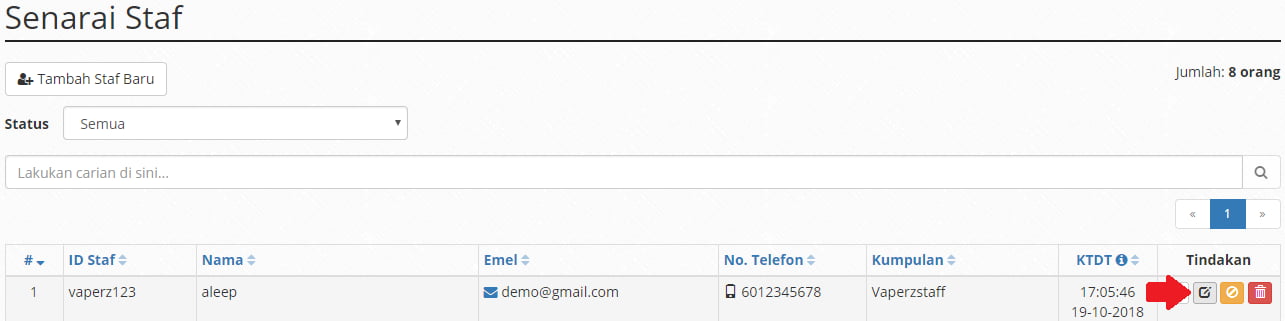 Senarai Staf
Tambah Staf Baru
Jumlah: 8 orang
Status Semua
Lakukan carian di sini...
« 1 »
# ID Staf Nama Emel No. Telefon Kumpulan KTDT Tindakan
1 vaperz123 aleep demo@gmail.com 6012345678 Vaperzstaff 17:05:46
19-10-2018